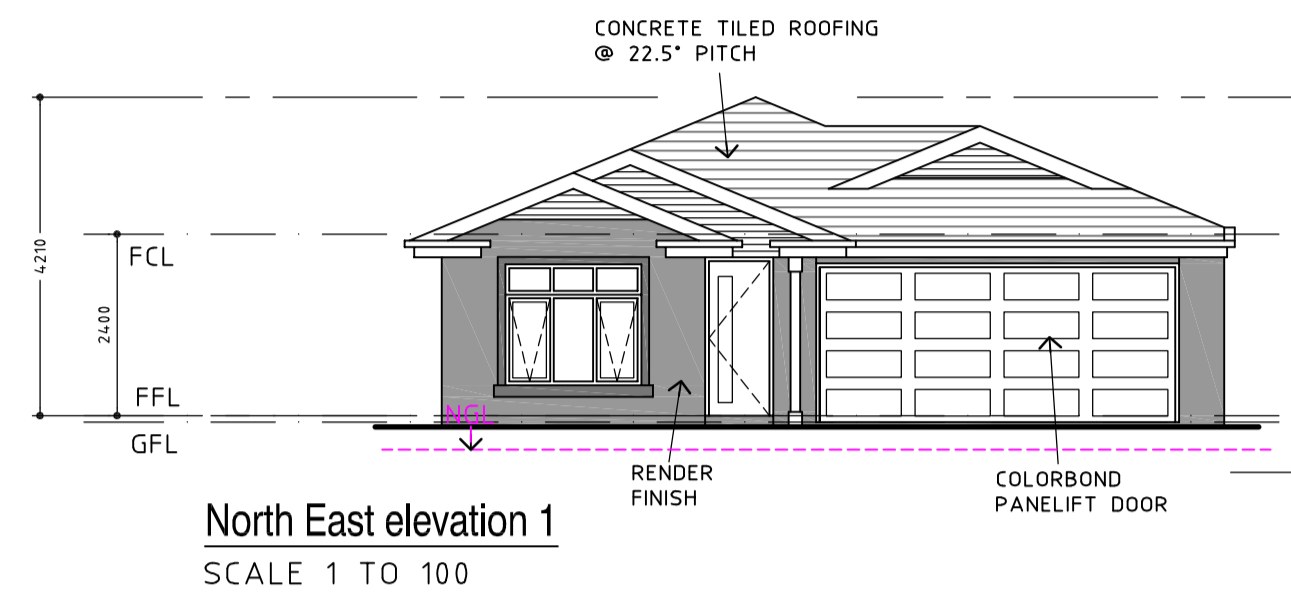 CONCRETE TILED ROOFING
@ 22.5° PITCH
4210
FCL
2400
FFL
NGL
GFL
RENDER
FINISH
COLORBOND
PANELIFT DOOR
North East elevation 1
SCALE 1 TO 100